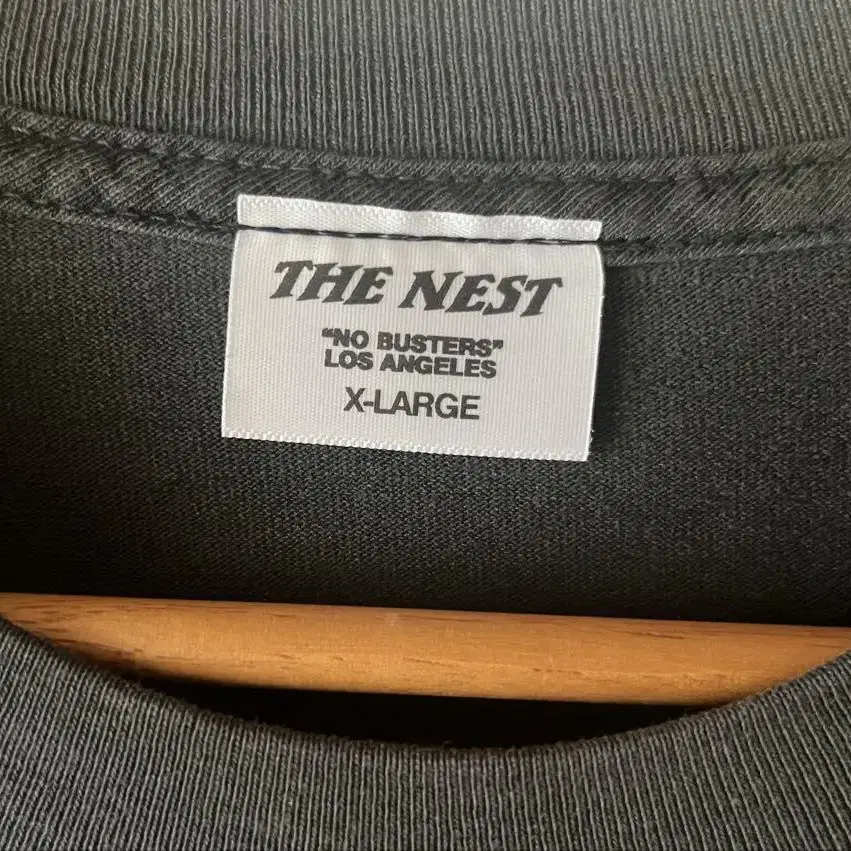 THE NEST
"NO BUSTERS"
LOS ANGELES
X-LARGE